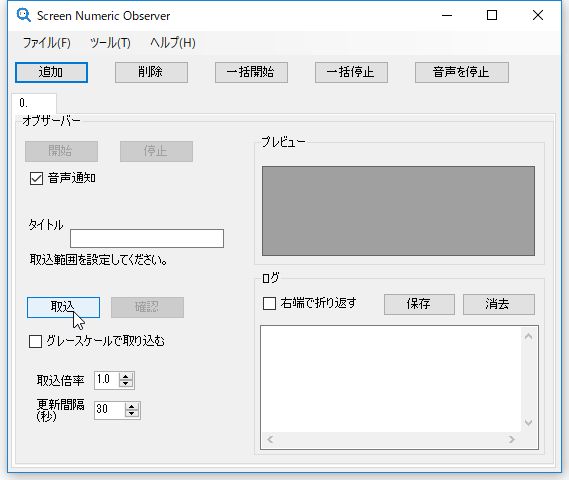 Screen Numeric Observer
ファイル(F) ツール(T) ヘルプ(H)
追加 削除 一括開始 一括停止 音声を停止
0.
オブザーバー
開始 停止
音声通知
タイトル
取込範囲を設定してください。
取込 確認
グレースケールで取り込む
取込倍率 1.0
更新間隔
(秒) 30
プレビュー
ログ
右端で折り返す 保存 消去